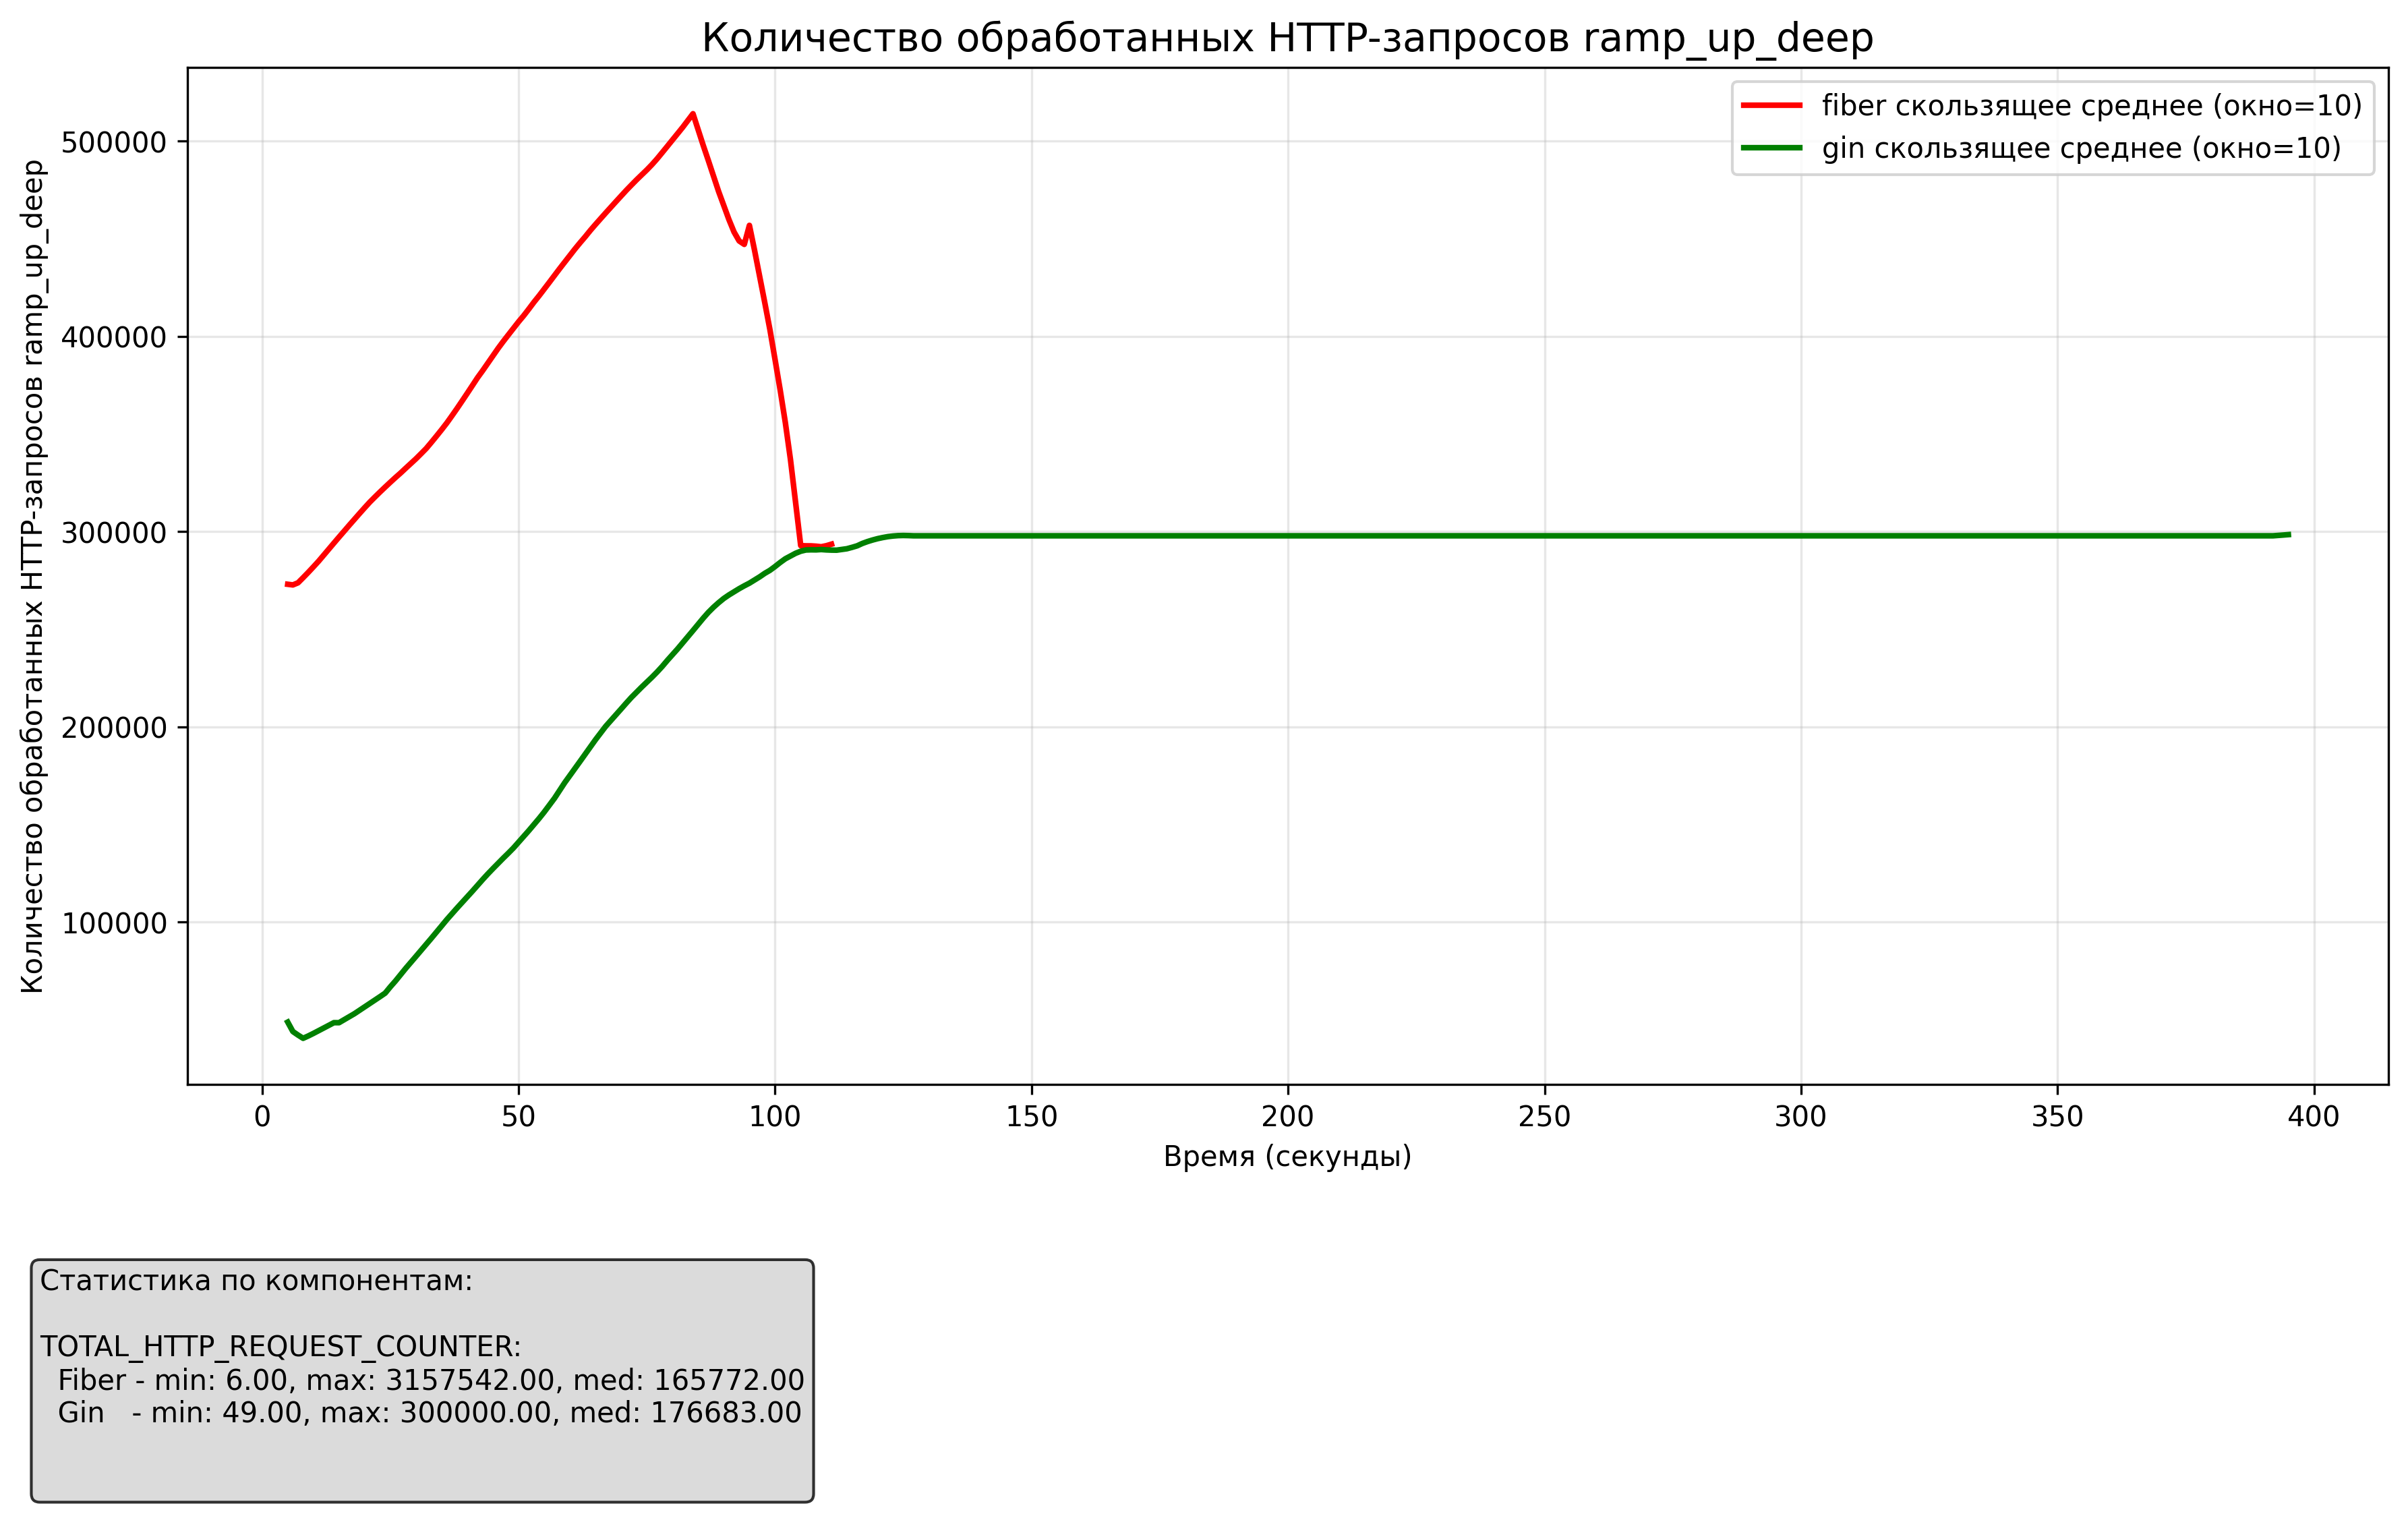 Количество обработанных HTTP-запросов ramp_up_deep
fiber скользящее среднее (окно=10)
gin скользящее среднее (окно=10)
Количество обработанных HTTP-запросов ramp_up_deep
500000
400000
300000
200000
100000
0 50 100 150 200 250 300 350 400
Время (секунды)
Статистика по компонентам:
TOTAL_HTTP_REQUEST_COUNTER:
Fiber - min: 6.00, max: 3157542.00, med: 165772.00
Gin - min: 49.00, max: 300000.00, med: 176683.00